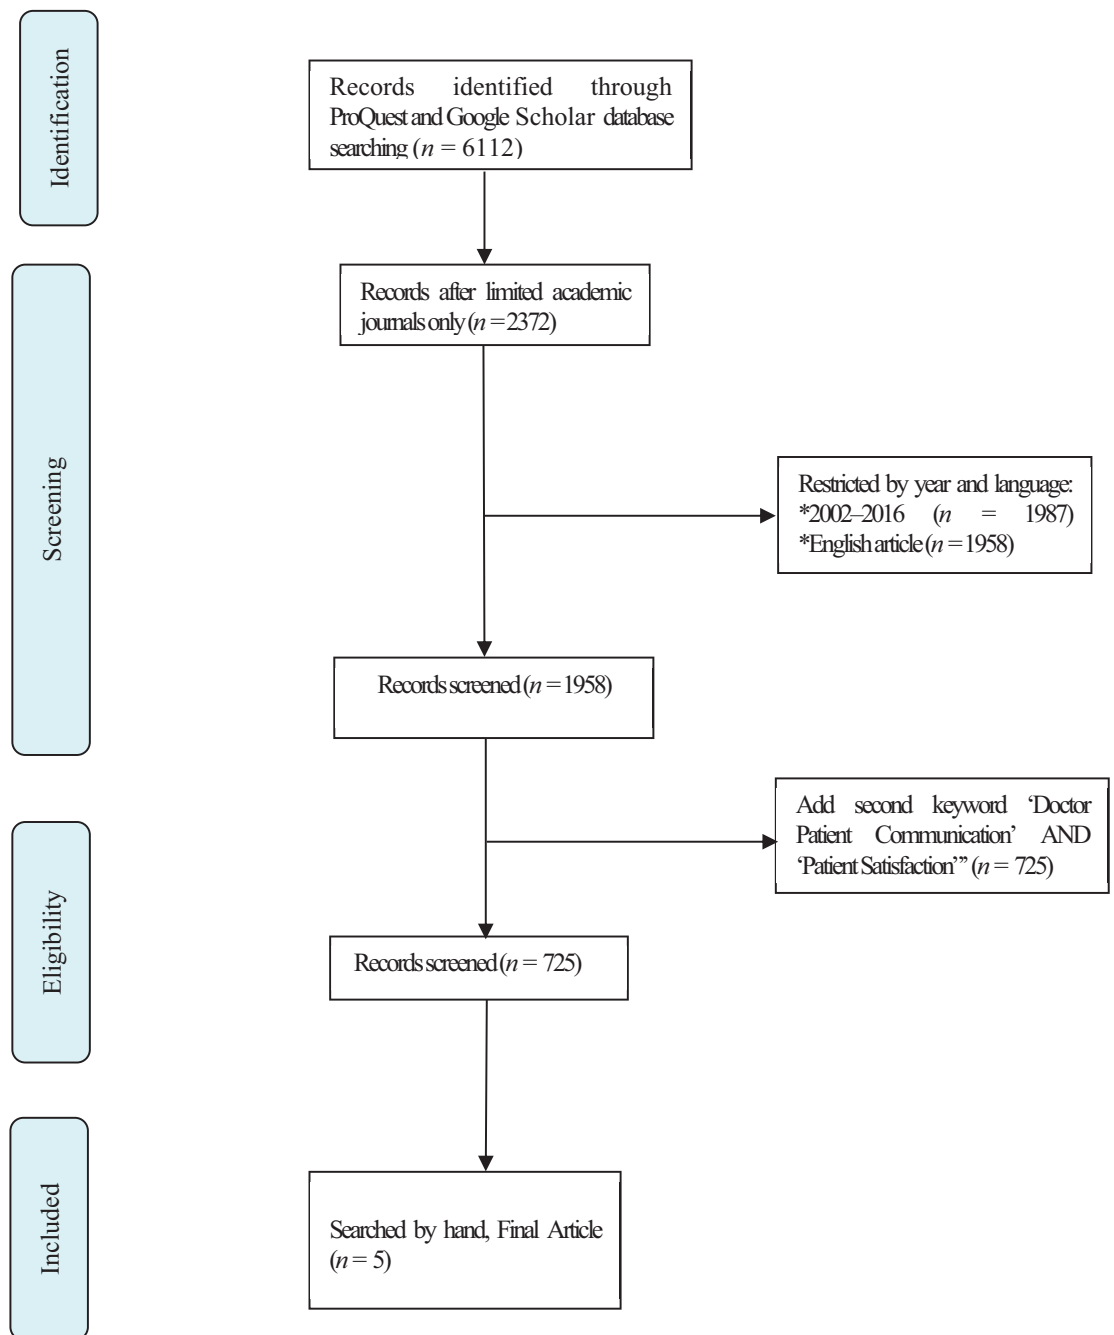 Identification
Records identified through
ProQuest and Google Scholar database
searching (n = 6112)
Screening
Records after limited academic
journals only (n = 2372)
Restricted by year and language:
*2002–2016 (n = 1987)
*English article (n = 1958)
Records screened (n = 1958)
Add second keyword ‘Doctor
Patient Communication’ AND
‘Patient Satisfaction’” (n = 725)
Eligibility
Records screened (n = 725)
Included
Searched by hand, Final Article
(n = 5)